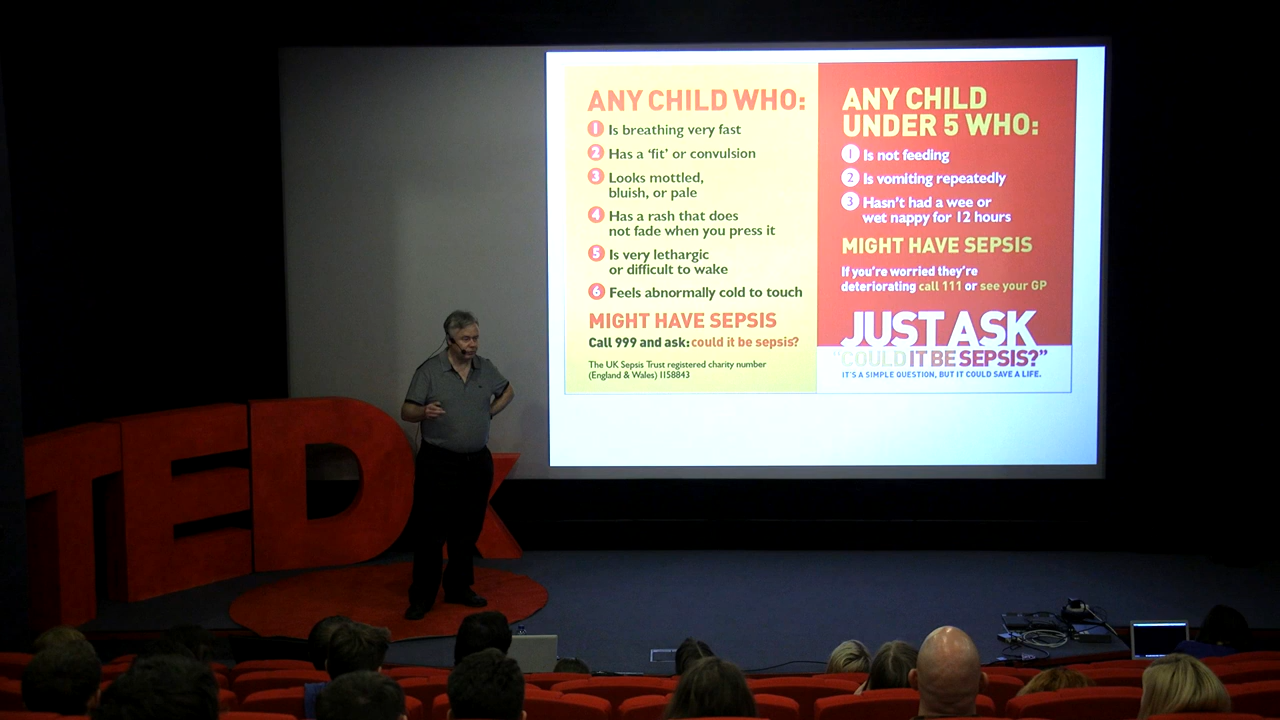 ANY CHILD WHO:
1 Is breathing very fast
2 Has a ‘fit’ or convulsion
3 Looks mottled,
bluish, or pale
4 Has a rash that does
not fade when you press it
5 Is very lethargic
or difficult to wake
6 Feels abnormally cold to touch
MIGHT HAVE SEPSIS
Call 999 and ask: could it be sepsis?
The UK Sepsis Trust registered charity number
(England & Wales) 1158843
ANY CHILD
UNDER 5 WHO:
1 Is not feeding
2 Is vomiting repeatedly
3 Hasn’t had a wee or
wet nappy for 12 hours
MIGHT HAVE SEPSIS
If you’re worried they’re
deteriorating call 111 or see your GP
JUST ASK
“COULD IT BE SEPSIS?”
IT’S A SIMPLE QUESTION, BUT IT COULD SAVE A LIFE.
TEDx